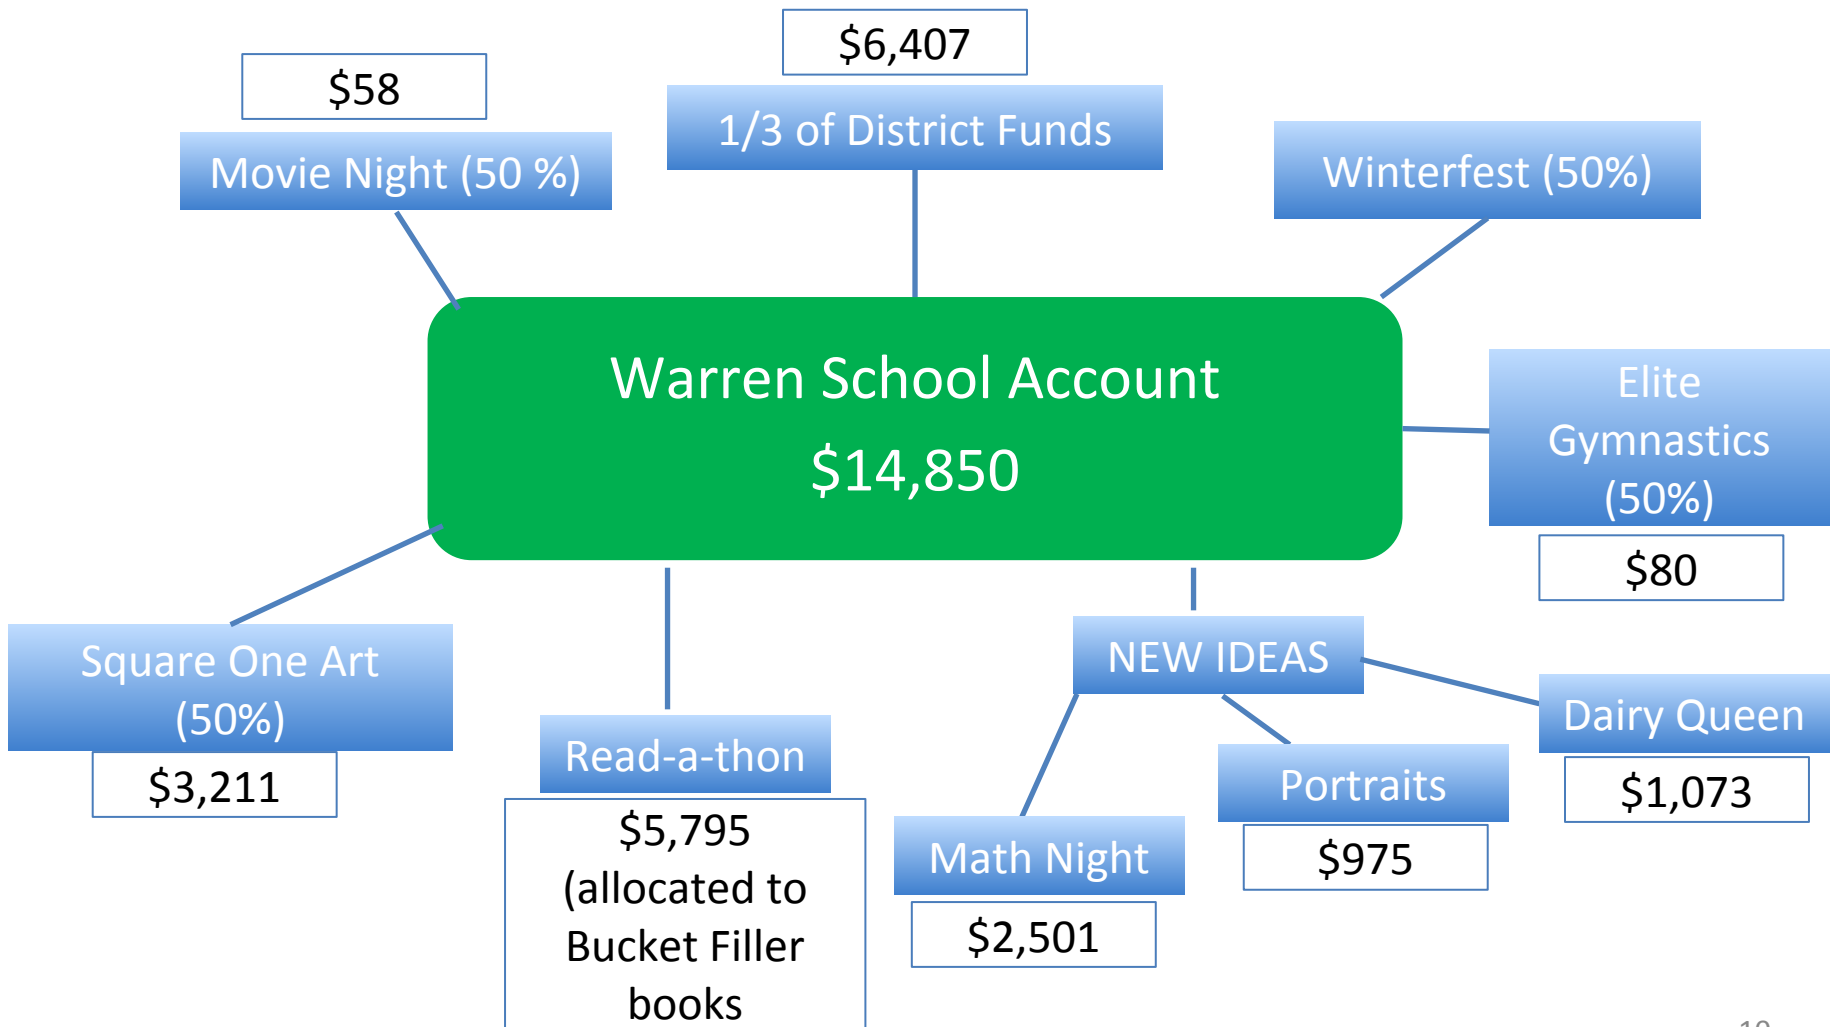 $6,407
$58
1/3 of District Funds
Movie Night (50 %)
Winterfest (50%)
Warren School Account
$14,850
Elite
Gymnastics
(50%)
$80
Square One Art
(50%)
$3,211
NEW IDEAS
Read-a-thon
$5,795
(allocated to
Bucket Filler
books
Dairy Queen
$1,073
Portraits
$975
Math Night
$2,501